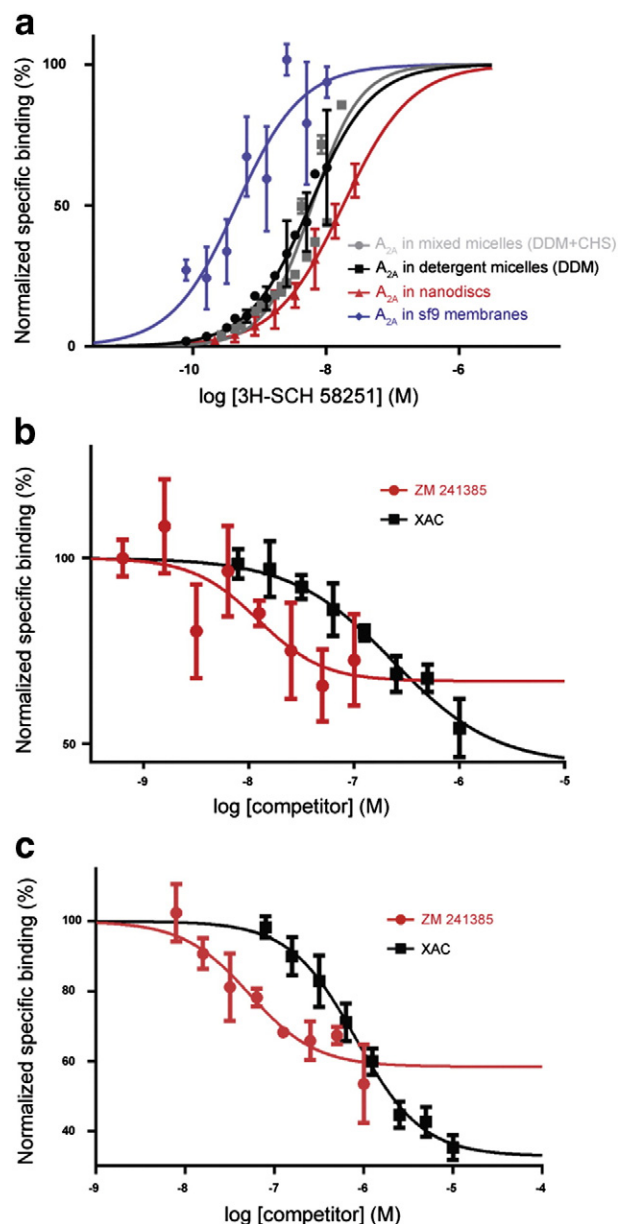 a
Normalized specific binding (%)
100
50
0
A2A in mixed micelles (DDM+CHS)
A2A in detergent micelles (DDM)
A2A in nanodiscs
A2A in sf9 membranes
-10 -8 -6
log [3H-SCH 58251] (M)
b
Normalized specific binding (%)
100
50
ZM 241385
XAC
-9 -8 -7 -6 -5
log [competitor] (M)
c
Normalized specific binding (%)
100
80
60
40
ZM 241385
XAC
-9 -8 -7 -6 -5 -4
log [competitor] (M)